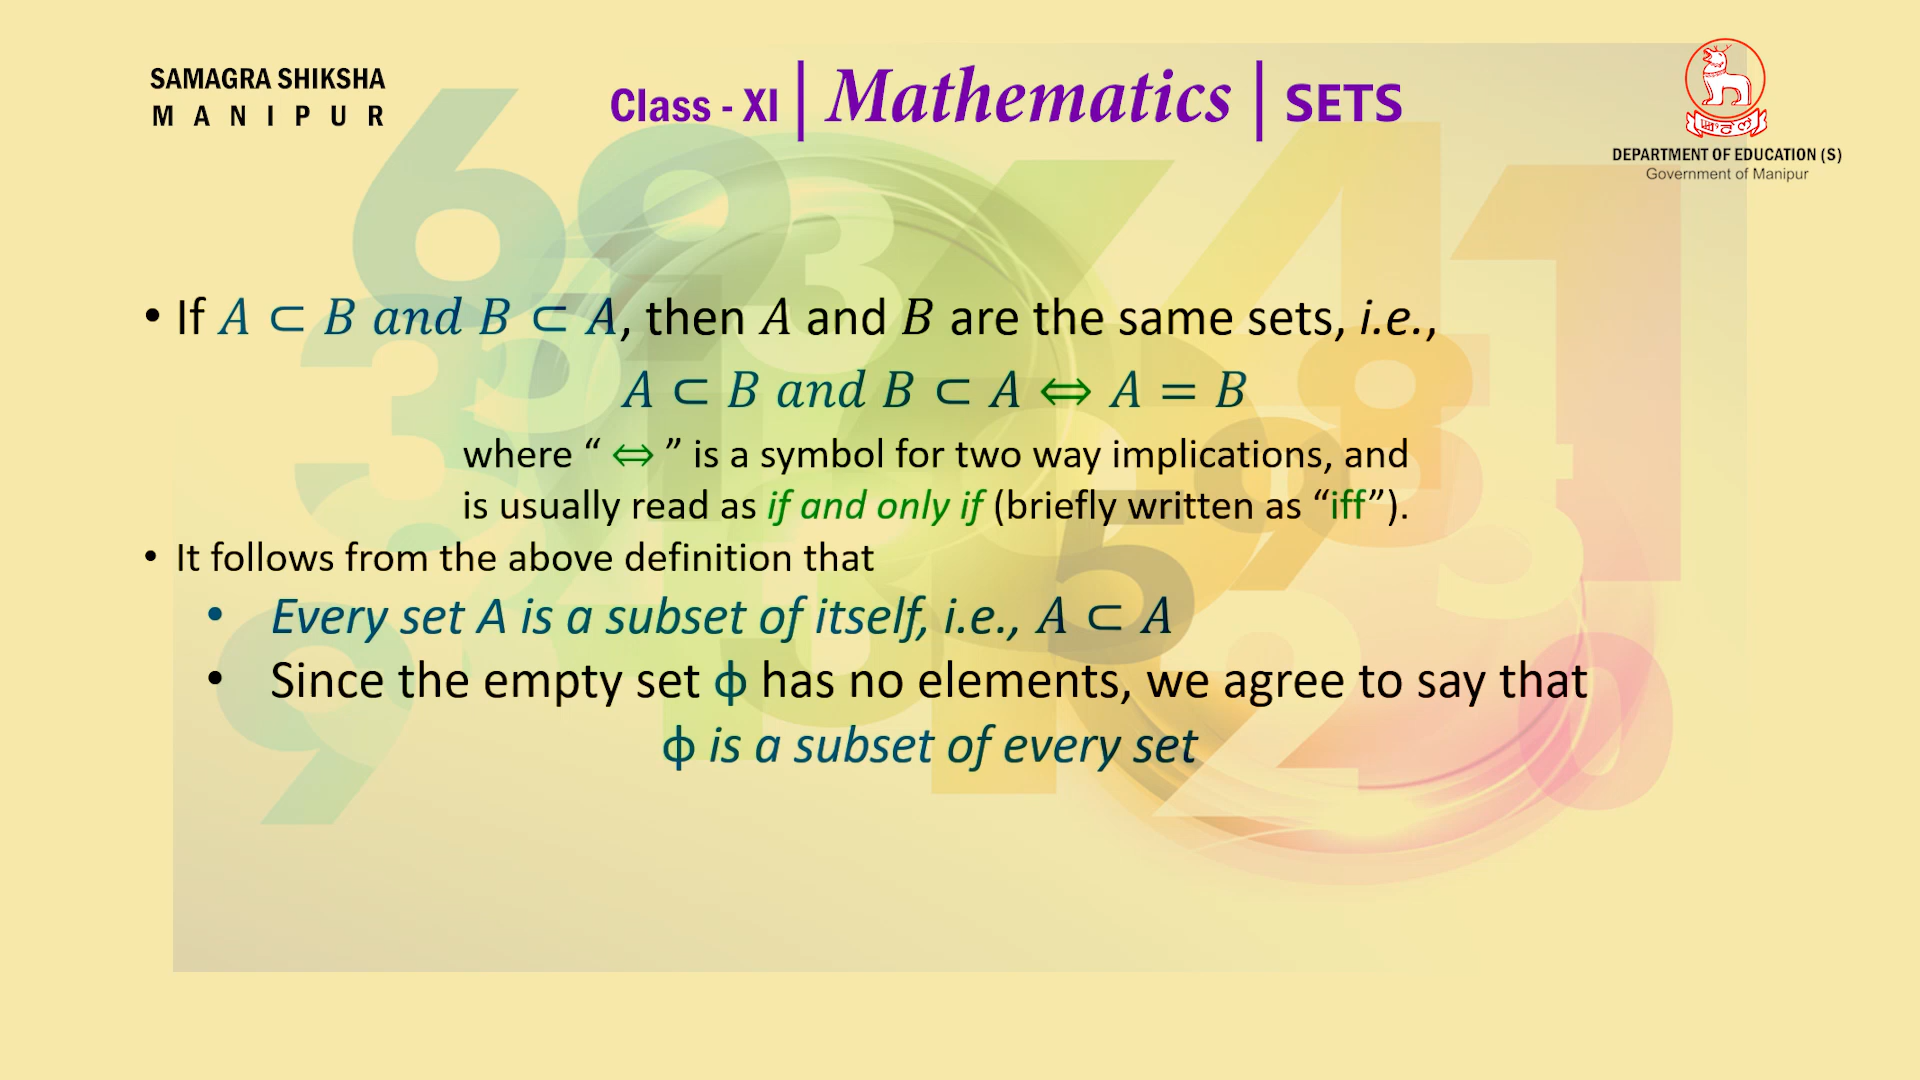 SAMAGRA SHIKSHA
MANIPUR
Class - XI | Mathematics | SETS
DEPARTMENT OF EDUCATION (S)
Government of Manipur
• If A ⊂ B and B ⊂ A, then A and B are the same sets, i.e.,
A ⊂ B and B ⊂ A ⇔ A = B
where “ ⇔ ” is a symbol for two way implications, and
is usually read as if and only if (briefly written as “iff”).
• It follows from the above definition that
• Every set A is a subset of itself, i.e., A ⊂ A
• Since the empty set ϕ has no elements, we agree to say that
ϕ is a subset of every set